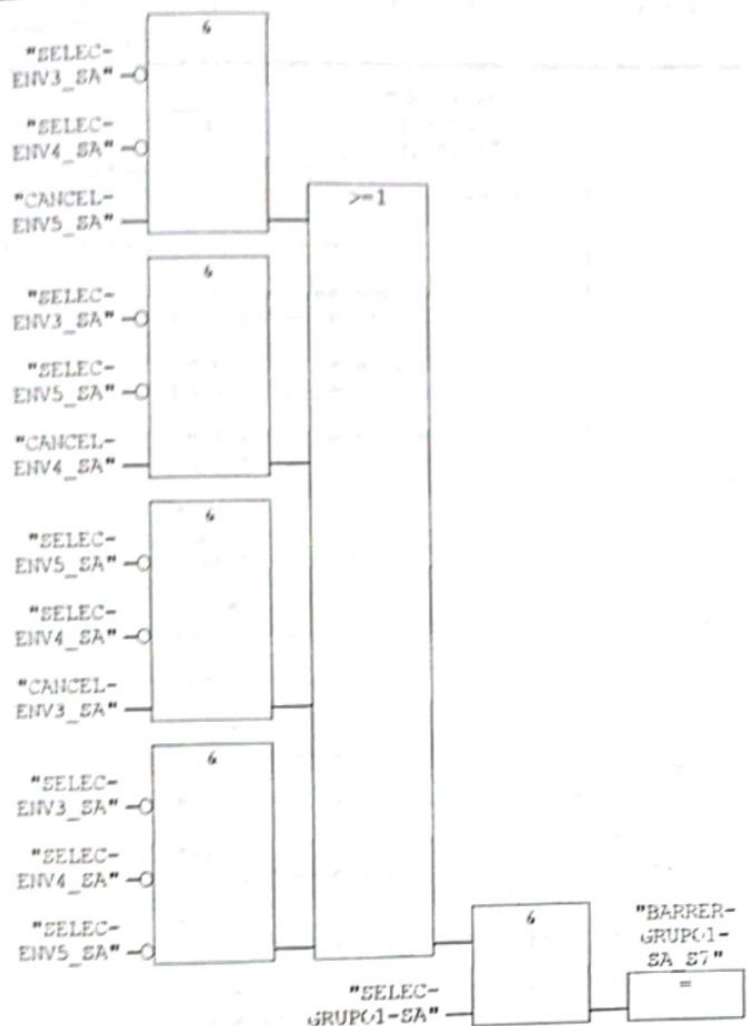 &
"SELEC-
ENV3_SA"
"SELEC-
ENV4_SA"
"CANCEL-
ENV5_SA"
>=1
&
"SELEC-
ENV3_SA"
"SELEC-
ENV5_SA"
"CANCEL-
ENV4_SA"
&
"SELEC-
ENV5_SA"
"SELEC-
ENV4_SA"
"CANCEL-
ENV3_SA"
&
"SELEC-
ENV3_SA"
"SELEC-
ENV4_SA"
"SELEC-
ENV5_SA"
&
"SELEC-
GRUPO1-SA"
"BARRER-
GRUPO1-
SA_S7"
=